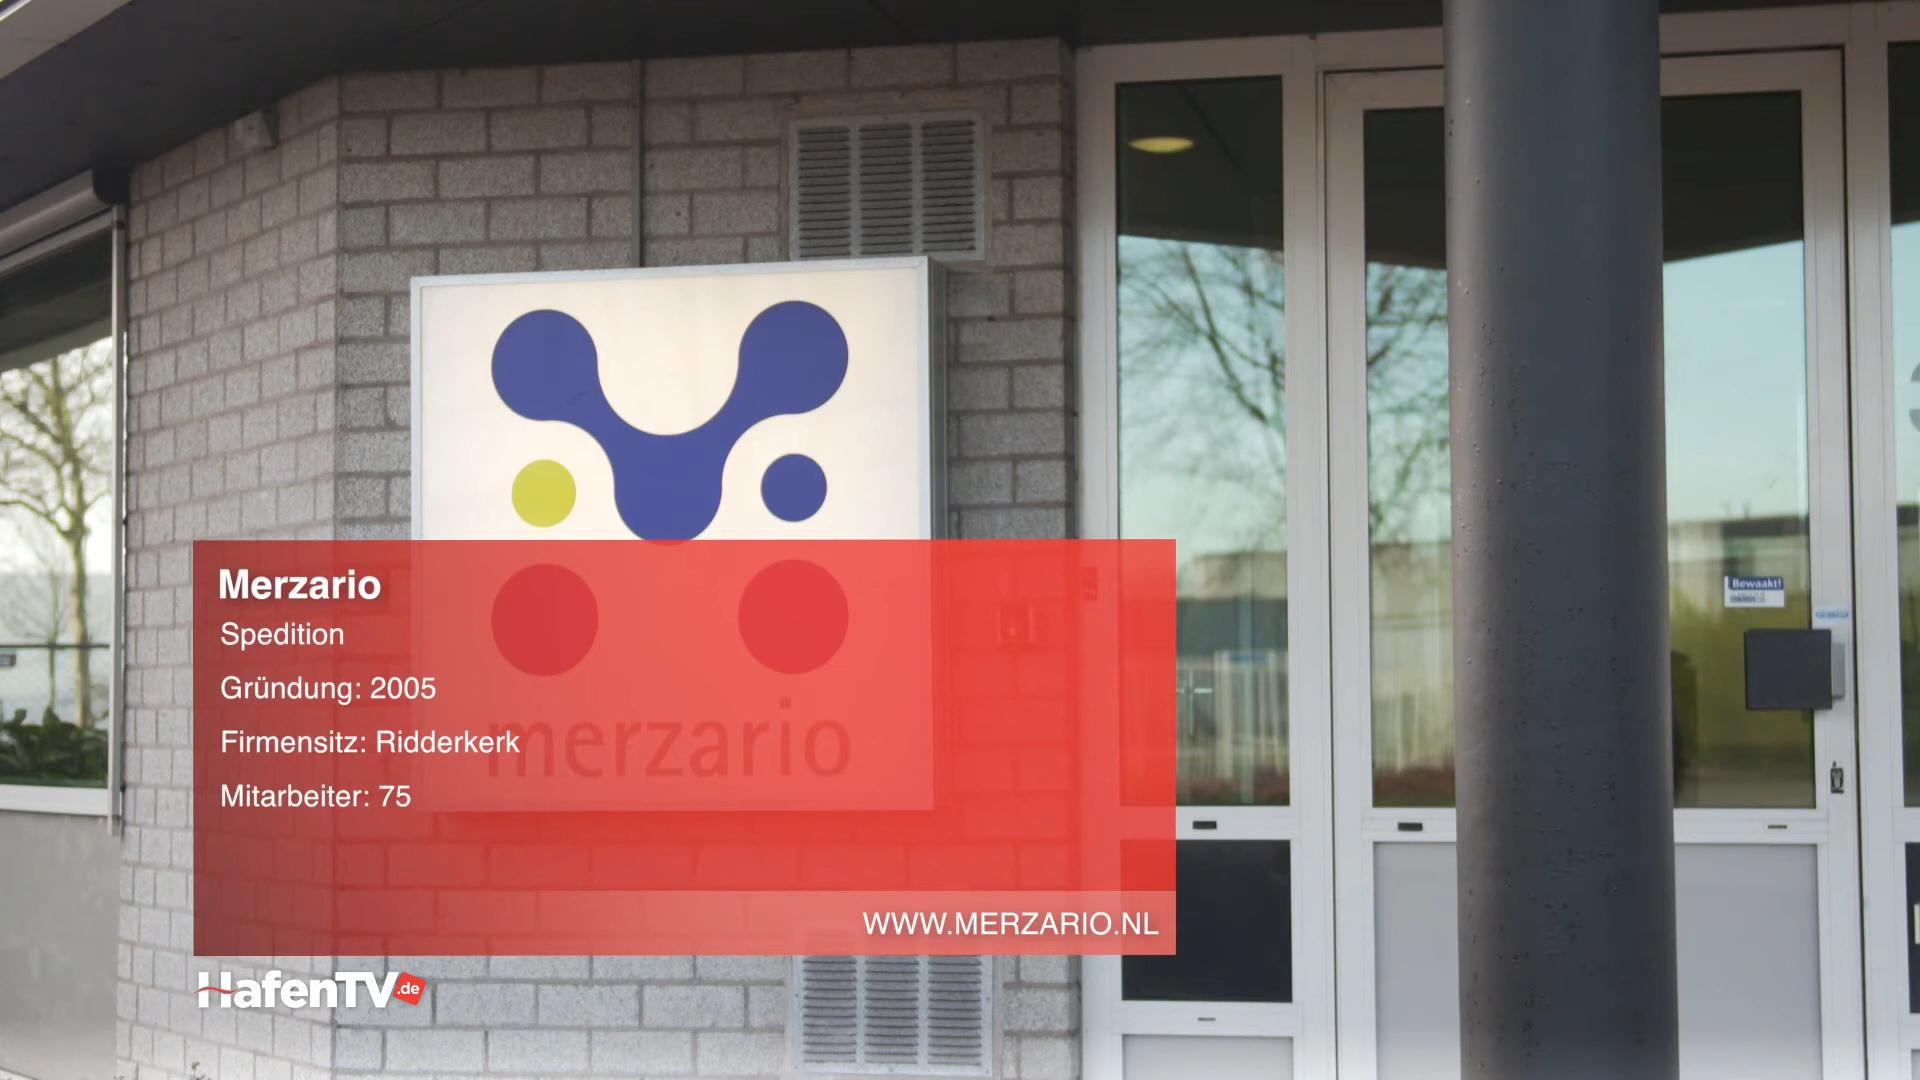 Bewaakt!
Merzario
Spedition
Gründung: 2005
merzario
Firmensitz: Ridderkerk
Mitarbeiter: 75
WWW.MERZARIO.NL
HafenTV.de